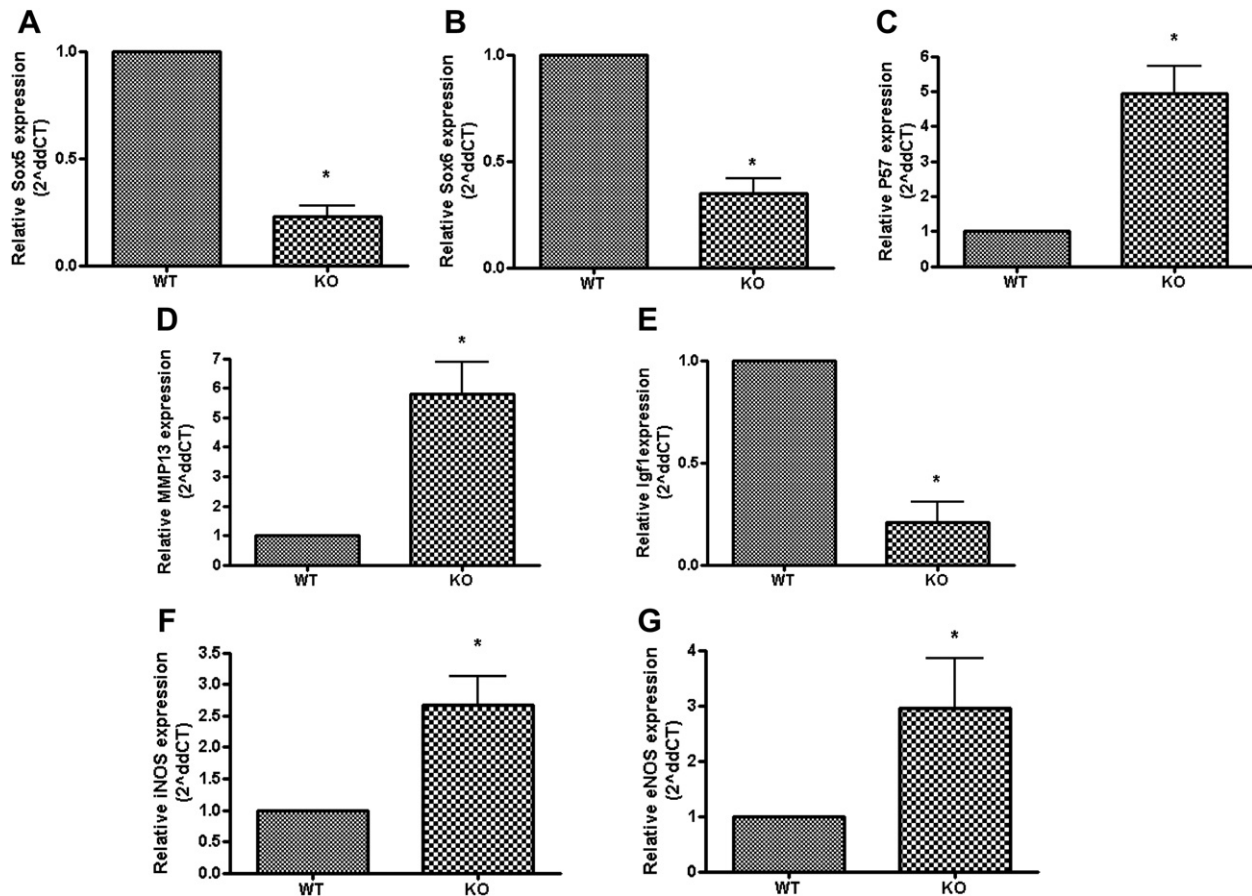 A
Relative Sox5 expression
(2^ddCT)
1.0
0.5
0.0
WT
KO
*
B
Relative Sox6 expression
(2^ddCT)
1.0
0.5
0.0
WT
KO
*
C
Relative P57 expression
(2^ddCT)
6
5
4
3
2
1
0
WT
KO
*
D
Relative MMP13 expression
(2^ddCT)
7
6
5
4
3
2
1
0
WT
KO
*
E
Relative Igf1expression
(2^ddCT)
1.0
0.5
0.0
WT
KO
*
F
Relative iNOS expression
(2^ddCT)
3.5
3.0
2.5
2.0
1.5
1.0
0.5
0.0
WT
KO
*
G
Relative eNOS expression
(2^ddCT)
4
3
2
1
0
WT
KO
*